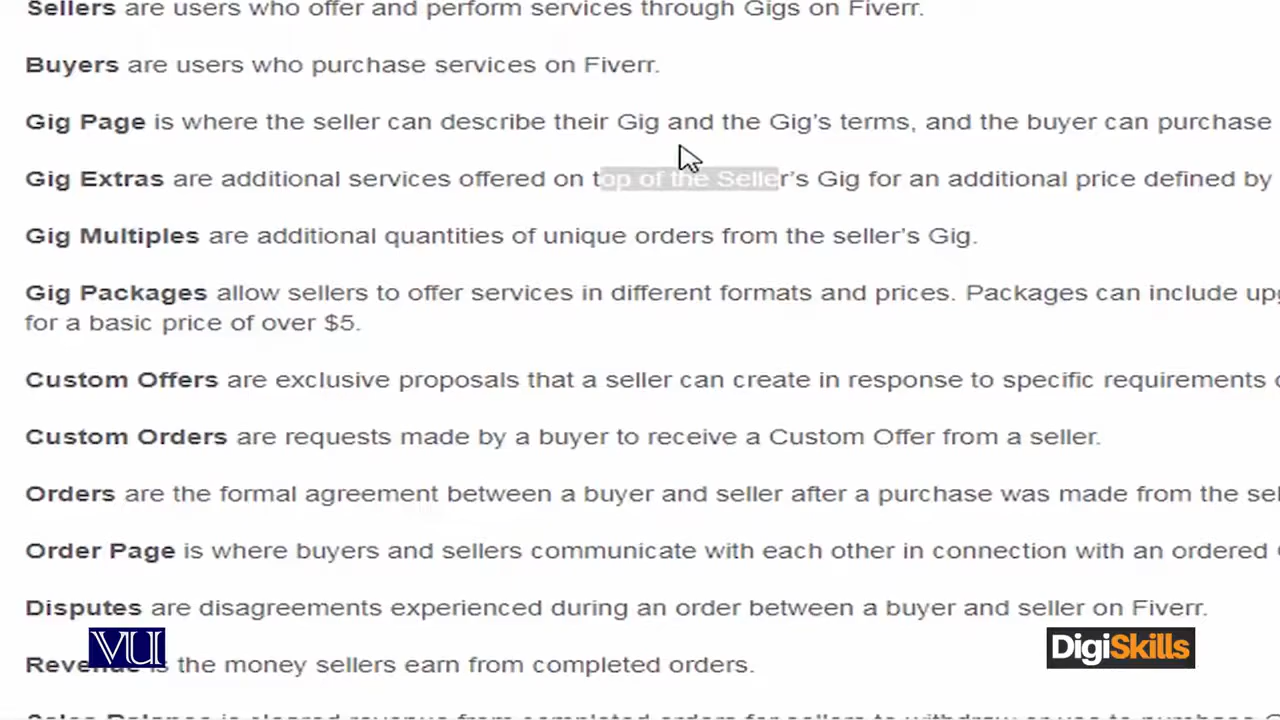 Sellers are users who offer and perform services through Gigs on Fiverr.
Buyers are users who purchase services on Fiverr.
Gig Page is where the seller can describe their Gig and the Gig's terms, and the buyer can purchase
Gig Extras are additional services offered on top of the Seller's Gig for an additional price defined by
Gig Multiples are additional quantities of unique orders from the seller's Gig.
Gig Packages allow sellers to offer services in different formats and prices. Packages can include
for a basic price of over $5.
Custom Offers are exclusive proposals that a seller can create in response to specific requirements
Custom Orders are requests made by a buyer to receive a Custom Offer from a seller.
Orders are the formal agreement between a buyer and seller after a purchase was made from the
Order Page is where buyers and sellers communicate with each other in connection with an ordered
Disputes are disagreements experienced during an order between a buyer and seller on Fiverr.
VU
DigiSkills
Revenue is the money sellers earn from completed orders.